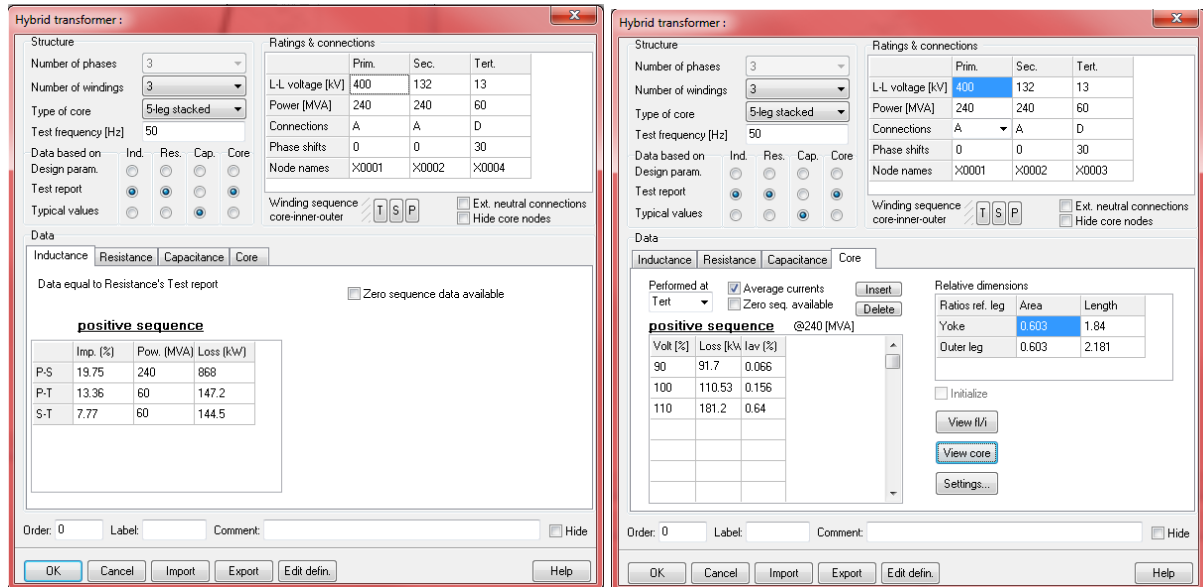 Hybrid transformer :
Structure
Number of phases 3
Number of windings 3
Type of core 5-leg stacked
Test frequency [Hz] 50
Data based on Ind. Res. Cap. Core
Design param.
Test report
Typical values
Ratings & connections
Prim. Sec. Tert.
L-L voltage [kV] 400 132 13
Power [MVA] 240 240 60
Connections A A D
Phase shifts 0 0 30
Node names X0001 X0002 X0004
Winding sequence
core-inner-outer
T S P
Ext. neutral connections
Hide core nodes
Data
Inductance Resistance Capacitance Core
Data equal to Resistance's Test report
Zero sequence data available
positive sequence
Imp. (%) Pow. (MVA) Loss (kW)
P-S 19.75 240 868
P-T 13.36 60 147.2
S-T 7.77 60 144.5
Order: 0 Label: Comment: Hide
OK Cancel Import Export Edit defin. Help
Hybrid transformer :
Structure
Number of phases 3
Number of windings 3
Type of core 5-leg stacked
Test frequency [Hz] 50
Data based on Ind. Res. Cap. Core
Design param.
Test report
Typical values
Ratings & connections
Prim. Sec. Tert.
L-L voltage [kV] 400 132 13
Power [MVA] 240 240 60
Connections A A D
Phase shifts 0 0 30
Node names X0001 X0002 X0003
Winding sequence
core-inner-outer
T S P
Ext. neutral connections
Hide core nodes
Data
Inductance Resistance Capacitance Core
Performed at
Tert
Average currents
Zero seq. available
Insert
Delete
positive sequence @240 [MVA]
Volt [%] Loss [kW Iav (%)
90 91.7 0.066
100 110.53 0.156
110 181.2 0.64
Relative dimensions
Ratios ref. leg Area Length
Yoke 0.603 1.84
Outer leg 0.603 2.181
Initialize
View fl/i
View core
Settings...
Order: 0 Label: Comment: Hide
OK Cancel Import Export Edit defin. Help